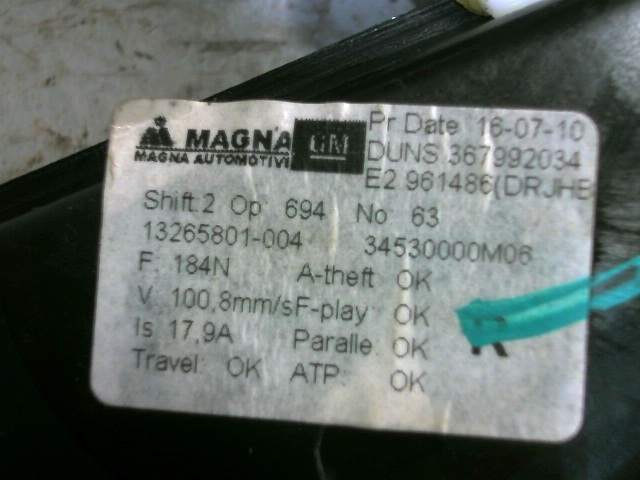 MAGNA GM Pr Date 16-07-10
MAGNA AUTOMOTIVE DUNS 367992034
E2 961486(DRJHB
Shift:2 Op 694 No 63
13265801-004 34530000M06
F 184N A-theft OK
V 100,8mm/s F-play OK
Is 17,9A Paralle OK
Travel: OK ATP: OK
R